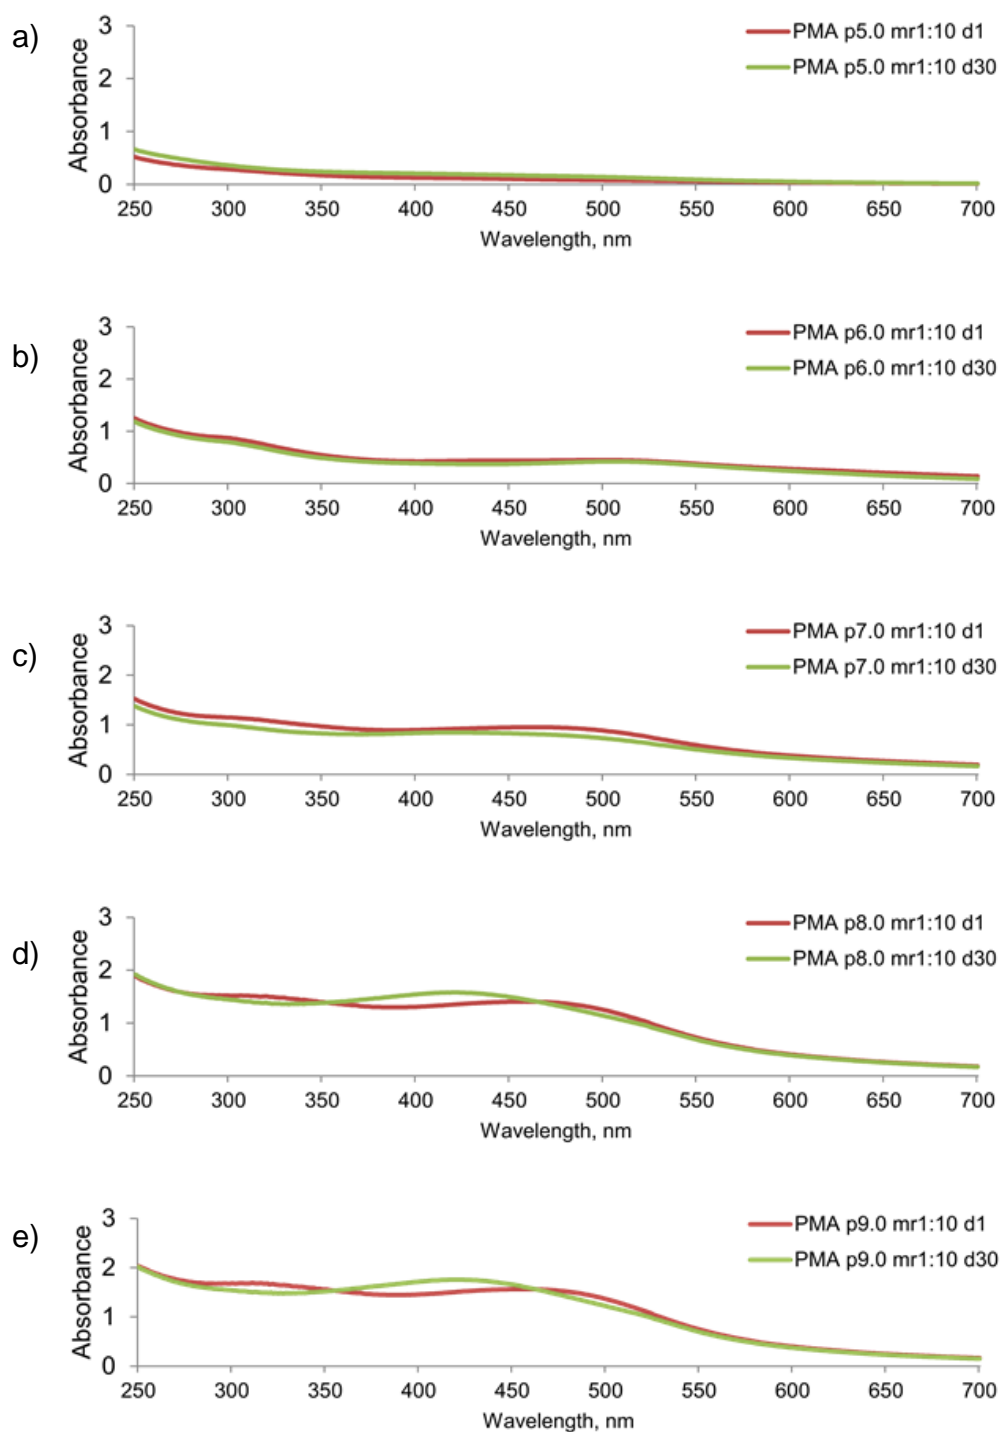 a)
3
2
1
0
Absorbance
PMA p5.0 mr1:10 d1
PMA p5.0 mr1:10 d30
250 300 350 400 450 500 550 600 650 700
Wavelength, nm
b)
3
2
1
0
Absorbance
PMA p6.0 mr1:10 d1
PMA p6.0 mr1:10 d30
250 300 350 400 450 500 550 600 650 700
Wavelength, nm
c)
3
2
1
0
Absorbance
PMA p7.0 mr1:10 d1
PMA p7.0 mr1:10 d30
250 300 350 400 450 500 550 600 650 700
Wavelength, nm
d)
3
2
1
0
Absorbance
PMA p8.0 mr1:10 d1
PMA p8.0 mr1:10 d30
250 300 350 400 450 500 550 600 650 700
Wavelength, nm
e)
3
2
1
0
Absorbance
PMA p9.0 mr1:10 d1
PMA p9.0 mr1:10 d30
250 300 350 400 450 500 550 600 650 700
Wavelength, nm